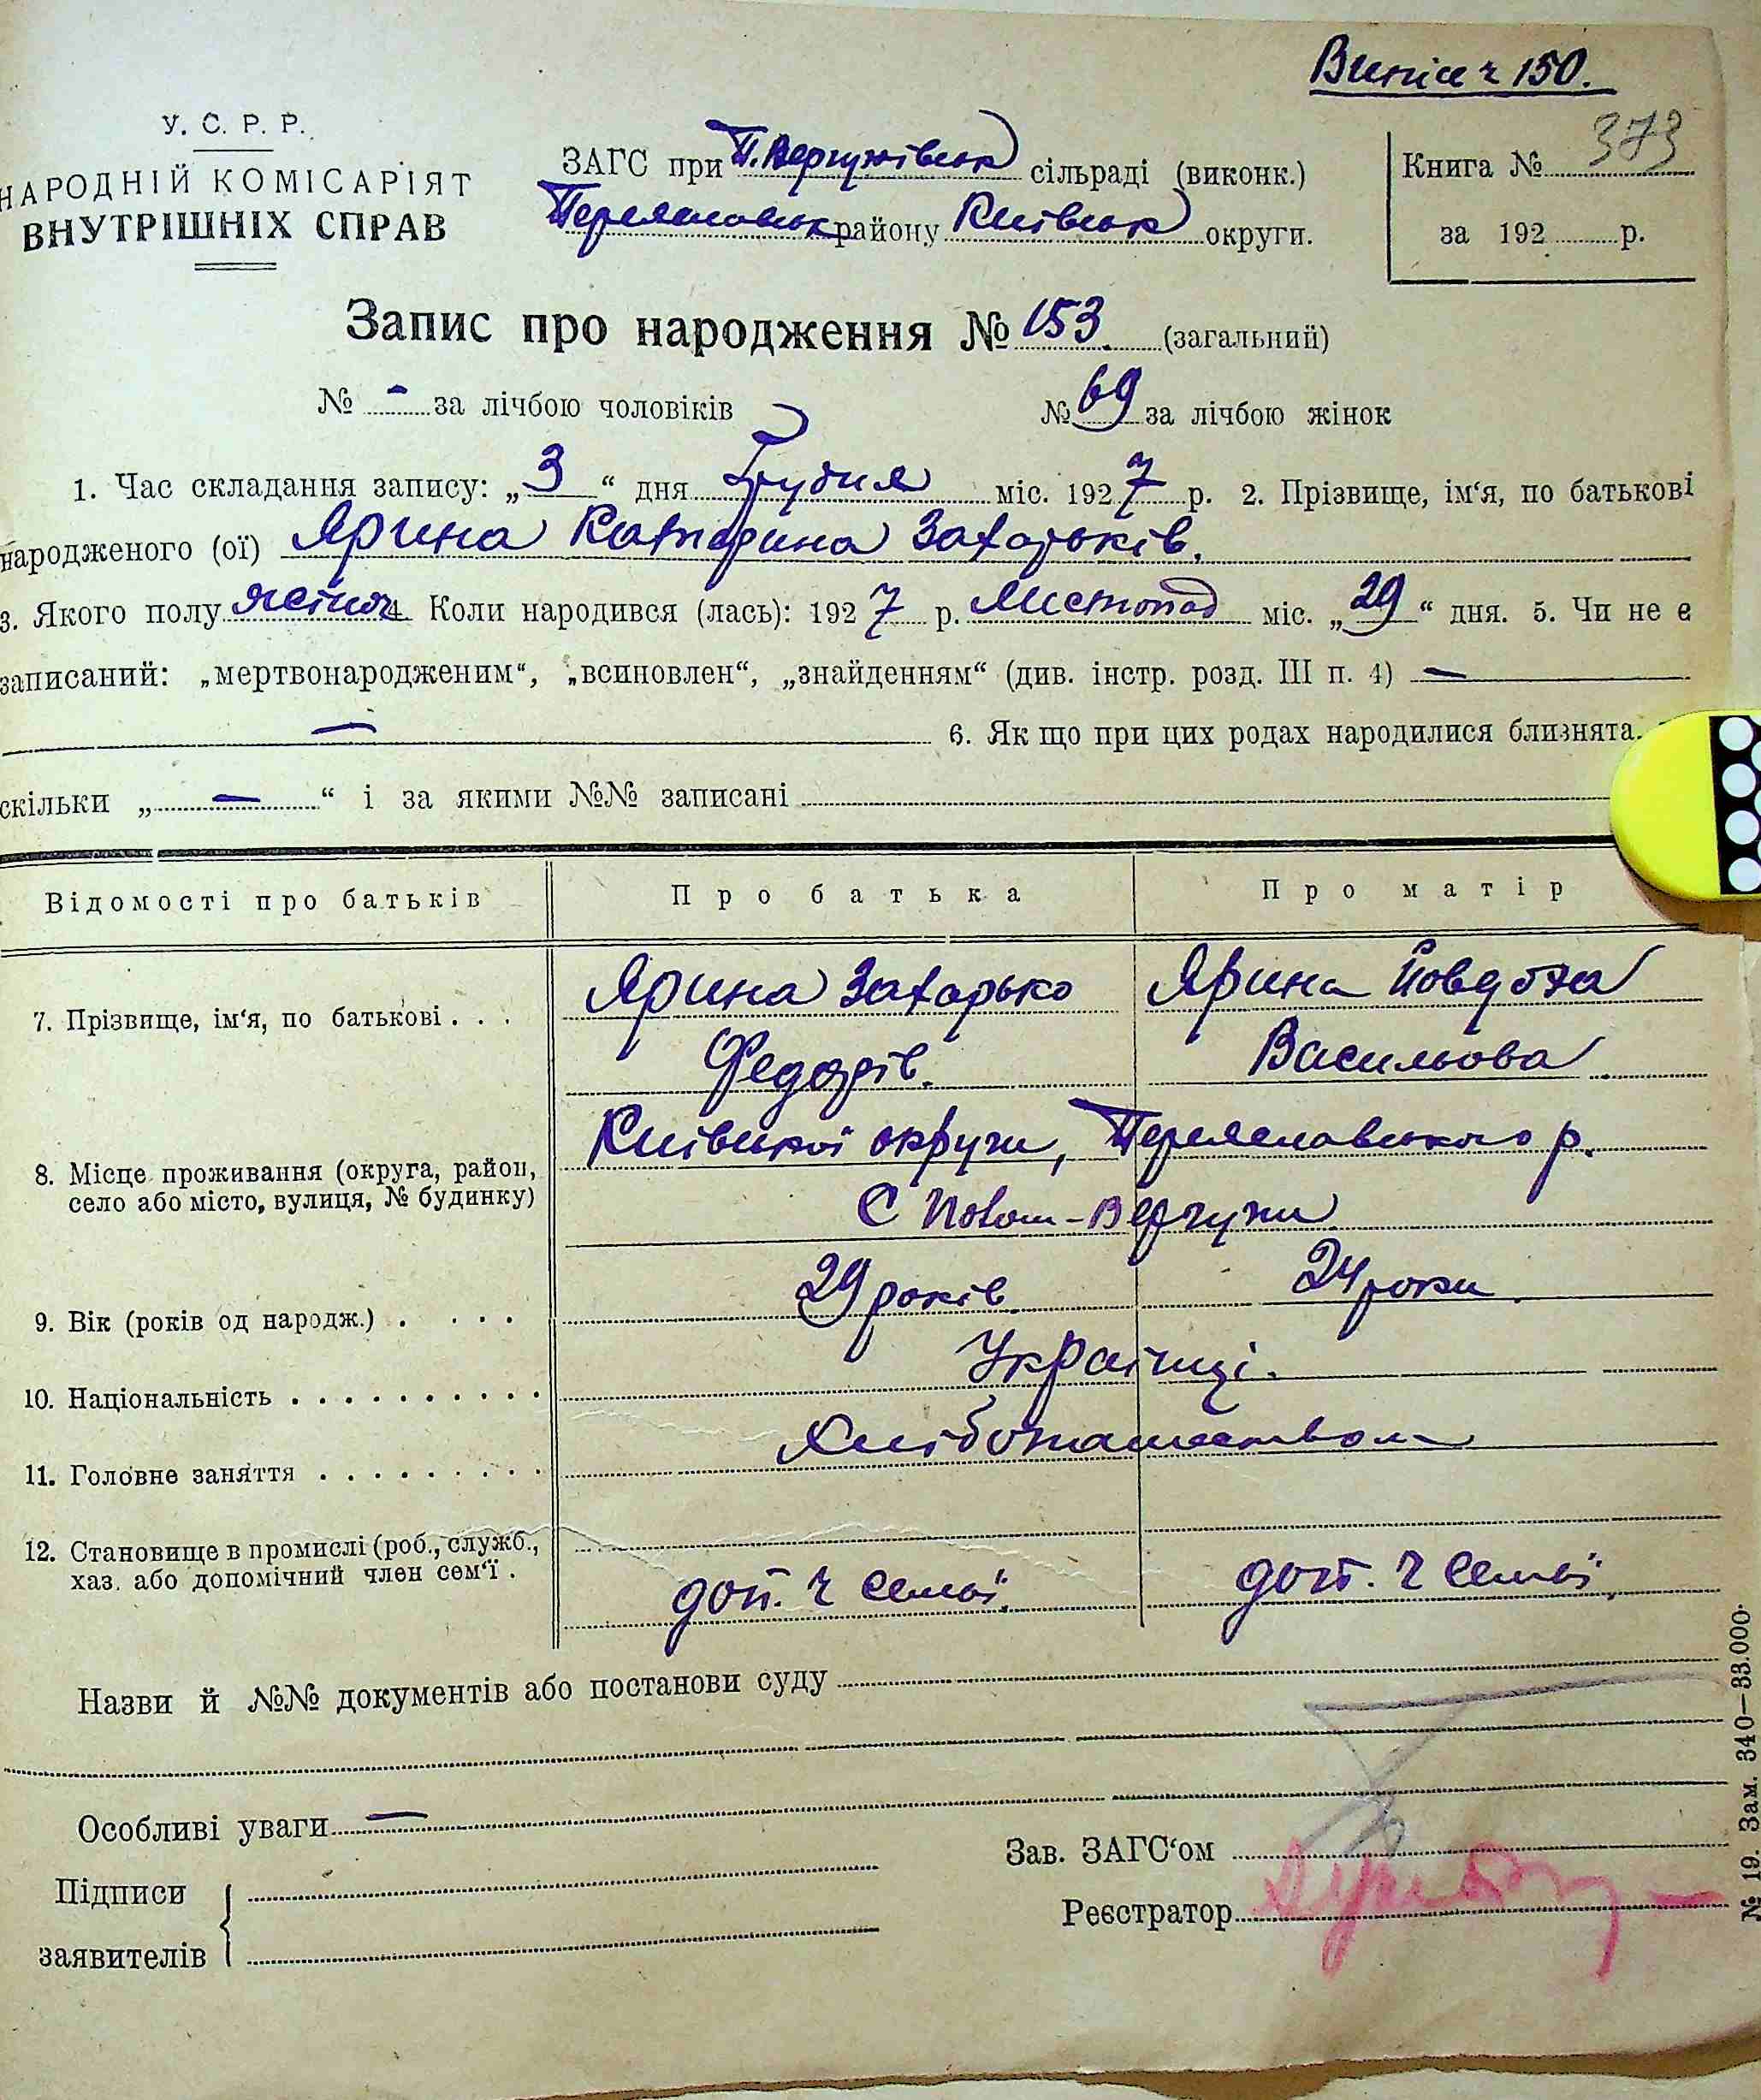 Випис ч 150.
У. С. Р. Р.
НАРОДНІЙ КОМІСАРІЯТ
ВНУТРІШНІХ СПРАВ
ЗАГС при П. Вергунівськ сільраді (виконк.)
Переяславськ району Київськ округи.
Книга № 373
за 192 р.
Запис про народження № 153. (загальний)
№ - за лічбою чоловіків № 69 за лічбою жінок
1. Час складання запису: „3“ дня Грудня міс. 1927 р. 2. Прізвище, ім‘я, по батькові
народженого (ої) Ярина Катерина Захарьків.
3. Якого полу жіноч 4. Коли народився (лась): 1927 р. Листопад міс. „29“ дня. 5. Чи не є
записаний: „мертвонародженим“, „всиновлен“, „знайденням“ (див. інстр. розд. III п. 4) —
— 6. Як що при цих родах народилися близнята.
скільки „—“ і за якими №№ записані
Відомості про батьків Про батька Про матір
7. Прізвище, ім‘я, по батькові . . . Ярина Захарько Ярина Йовдоха
Федорів. Васильова
Київської округи, Переяславського р.
8. Місце проживання (округа, район,
село або місто, вулиця, № будинку)
9. Вік (років од народж.) . . . . 29 років. 24 роки
10. Національність . . . . . . . . . . Українці.
11. Головне заняття . . . . . . . . . Хліборобством
12. Становище в промислі (роб., служб.,
хаз. або допомічний член сем‘ї . доп. ч семьї. доп. ч семьї.
Назви й №№ документів або постанови суду
Особливі уваги —
Зав. ЗАГС‘ом
Підписи
заявителів
Реєстратор
№ 19. Зам. 340—33.000.